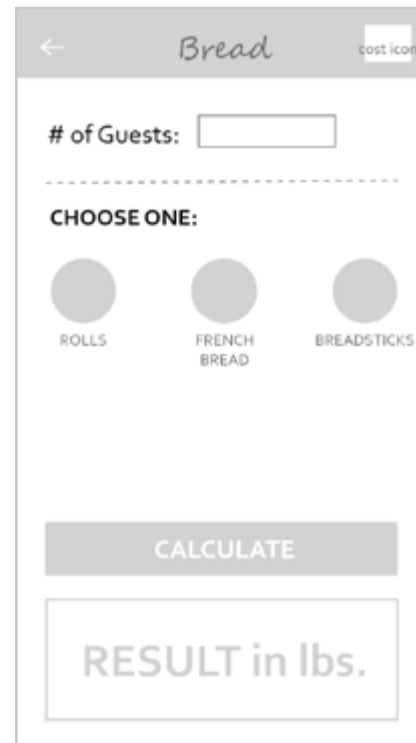 Bread
cost icon
# of Guests:
CHOOSE ONE:
ROLLS
FRENCH
BREAD
BREADSTICKS
CALCULATE
RESULT in lbs.